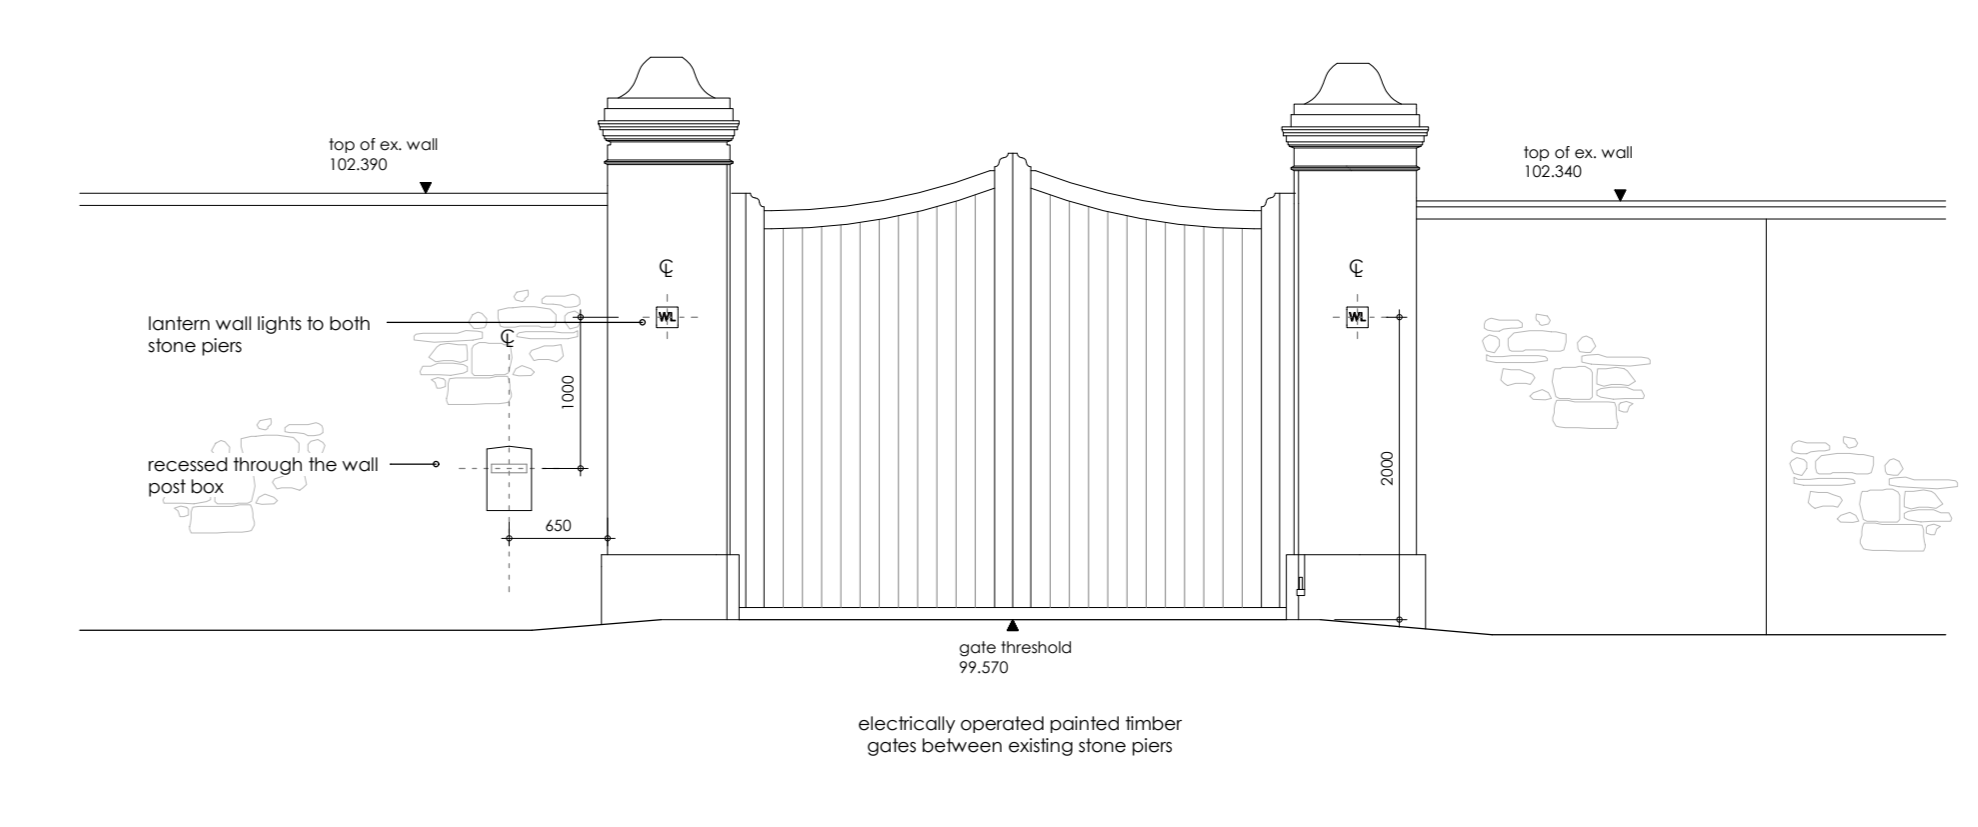 top of ex. wall
102.390
top of ex. wall
102.340
℄
℄
lantern wall lights to both
stone piers
WL
WL
℄
1000
recessed through the wall
post box
2000
650
gate threshold
99.570
electrically operated painted timber
gates between existing stone piers